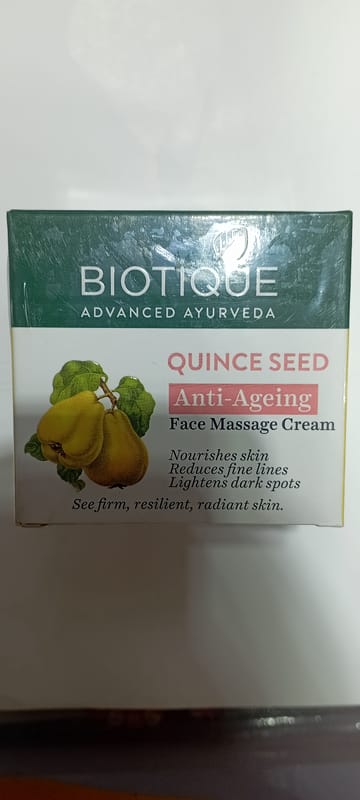 BIOTIQUE
ADVANCED AYURVEDA
QUINCE SEED
Anti-Ageing
Face Massage Cream
Nourishes skin
Reduces fine lines
Lightens dark spots
See firm, resilient, radiant skin.